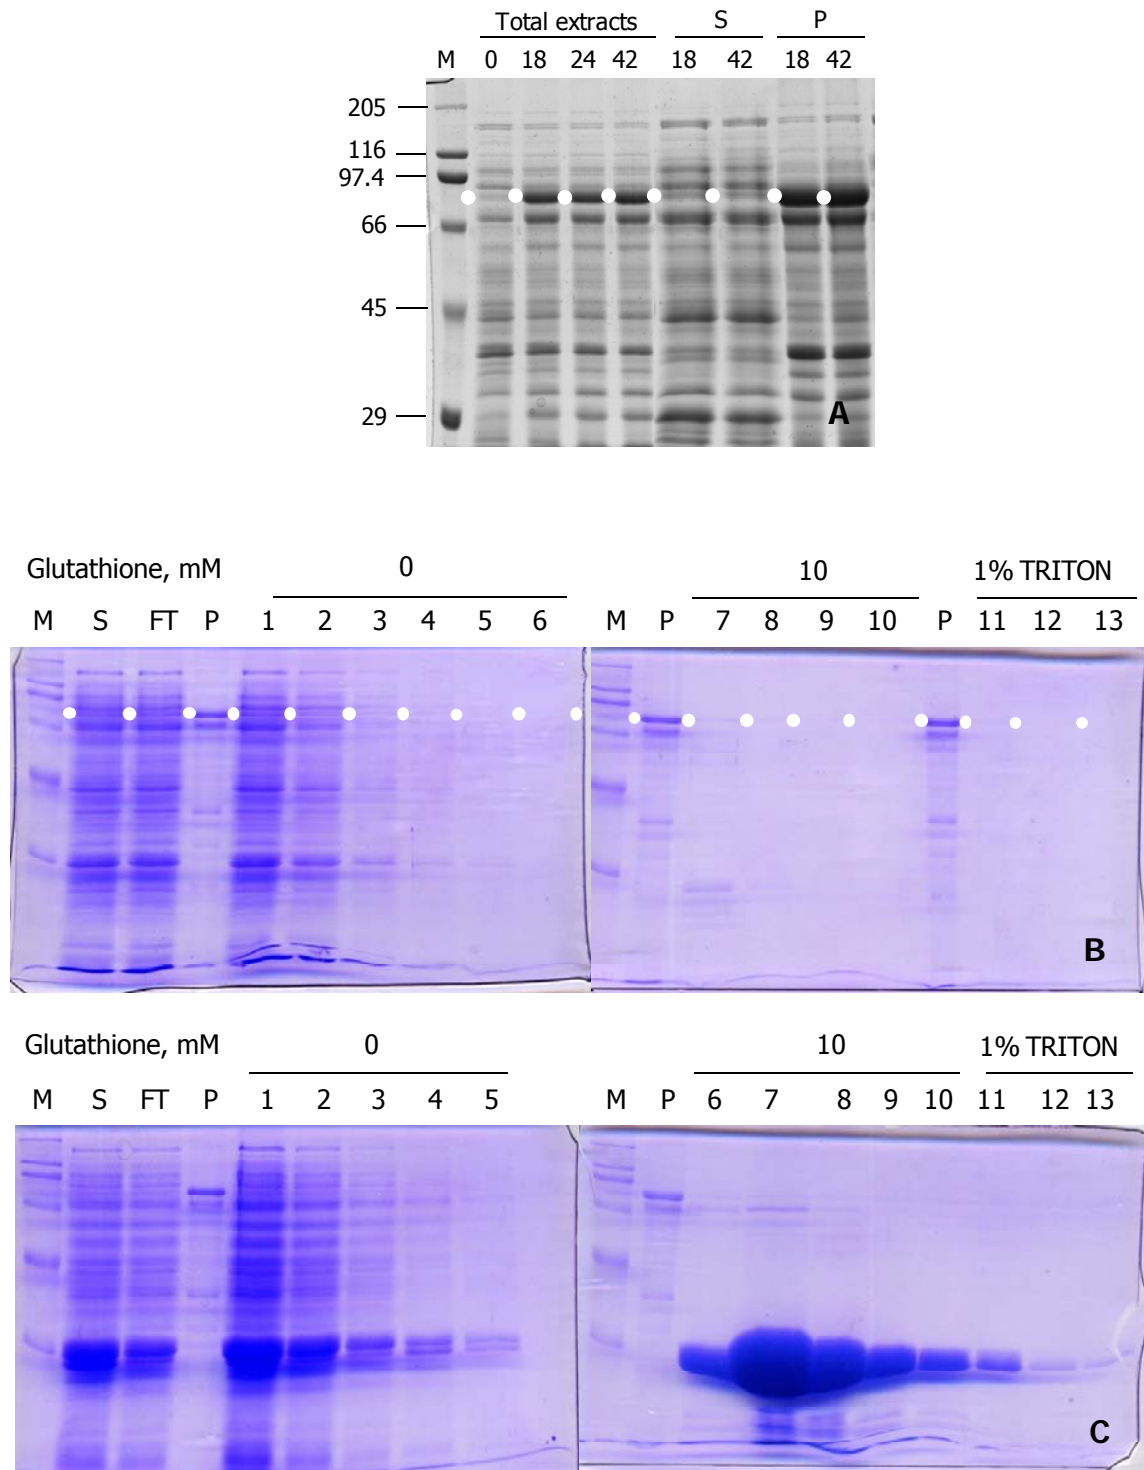 Total extracts S P
M 0 18 24 42 18 42 18 42
205
116
97.4
66
45
29
A
Glutathione, mM 0 10 1% TRITON
M S FT P 1 2 3 4 5 6 M P 7 8 9 10 P 11 12 13
B
Glutathione, mM 0 10 1% TRITON
M S FT P 1 2 3 4 5 M P 6 7 8 9 10 11 12 13
C